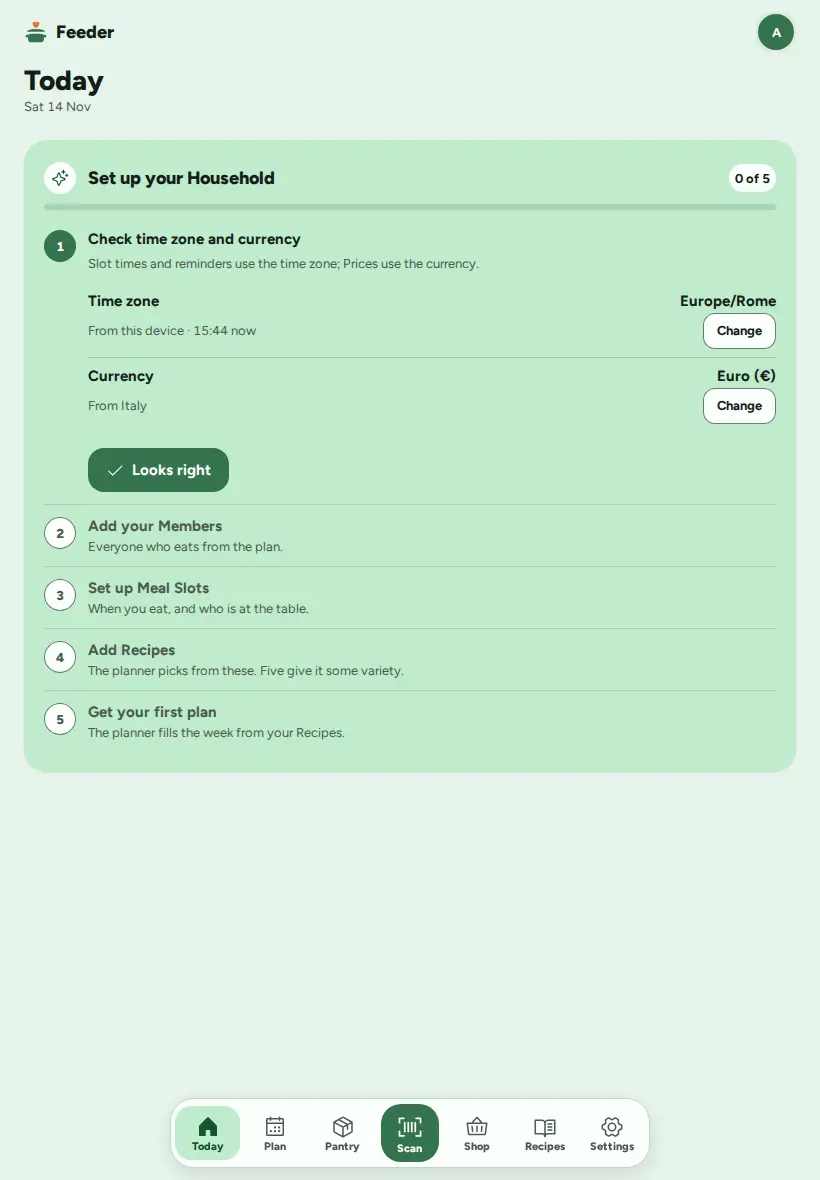 Feeder
A
Today
Sat 14 Nov
Set up your Household
0 of 5
1
Check time zone and currency
Slot times and reminders use the time zone; Prices use the currency.
Time zone
Europe/Rome
From this device · 15:44 now
Change
Currency
Euro (€)
From Italy
Change
Looks right
2
Add your Members
Everyone who eats from the plan.
3
Set up Meal Slots
When you eat, and who is at the table.
4
Add Recipes
The planner picks from these. Five give it some variety.
5
Get your first plan
The planner fills the week from your Recipes.
Today
Plan
Pantry
Scan
Shop
Recipes
Settings